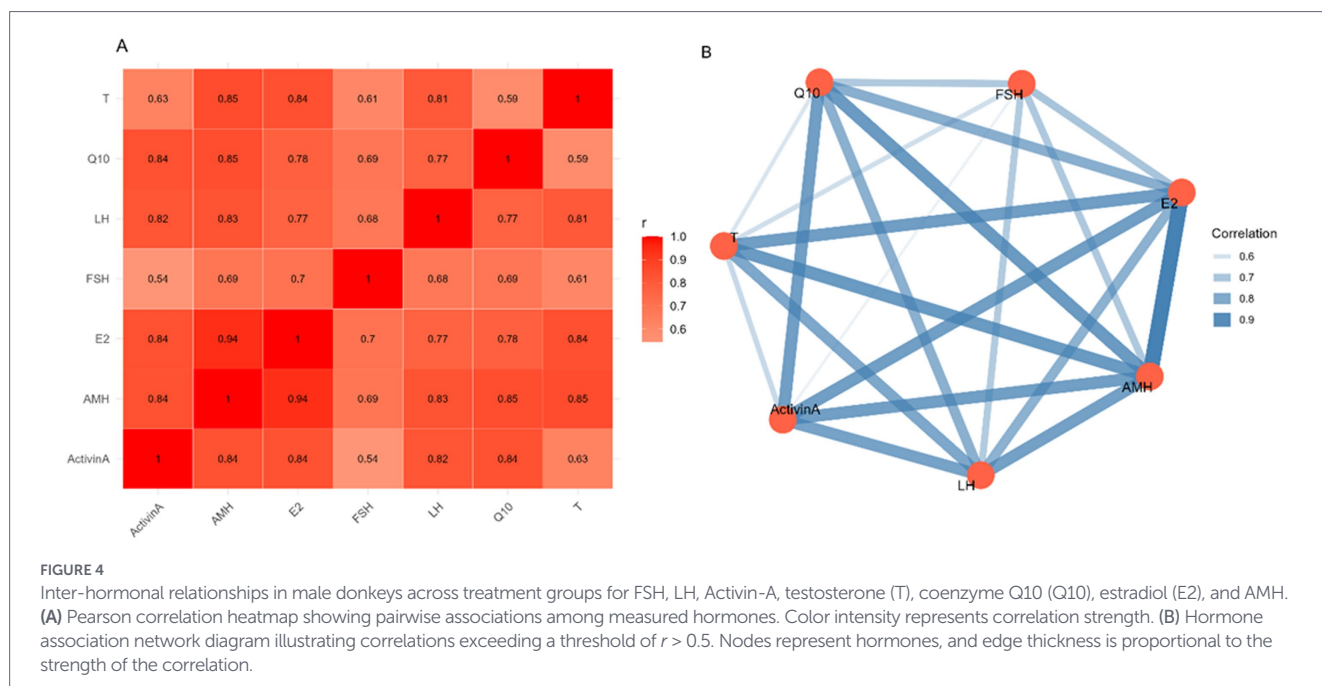 A
T 0.63 0.85 0.84 0.61 0.81 0.59 1
Q10 0.84 0.85 0.78 0.69 0.77 1 0.59
LH 0.82 0.83 0.77 0.68 1 0.77 0.81
FSH 0.54 0.69 0.7 1 0.68 0.69 0.61
E2 0.84 0.94 1 0.7 0.77 0.78 0.84
AMH 0.84 1 0.94 0.69 0.83 0.85 0.85
ActivinA 1 0.84 0.84 0.54 0.82 0.84 0.63
ActivinA AMH E2 FSH LH Q10 T
r
1.0
0.9
0.8
0.7
0.6
B
Q10
FSH
E2
T
AMH
ActivinA
LH
Correlation
0.6
0.7
0.8
0.9
FIGURE 4
Inter-hormonal relationships in male donkeys across treatment groups for FSH, LH, Activin-A, testosterone (T), coenzyme Q10 (Q10), estradiol (E2), and AMH.
(A) Pearson correlation heatmap showing pairwise associations among measured hormones. Color intensity represents correlation strength. (B) Hormone
association network diagram illustrating correlations exceeding a threshold of r > 0.5. Nodes represent hormones, and edge thickness is proportional to the
strength of the correlation.